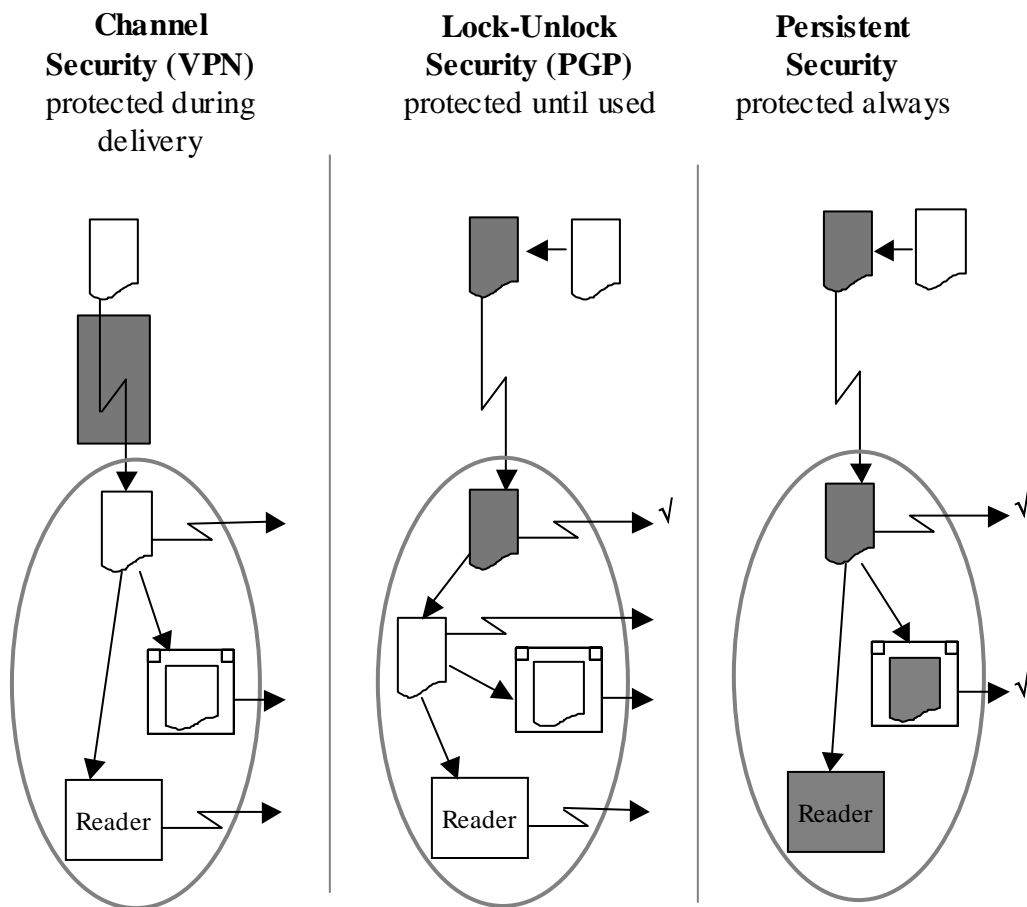 Channel
Security (VPN)
protected during
delivery
Lock-Unlock
Security (PGP)
protected until used
Persistent
Security
protected always
√
√
√
Reader
Reader
Reader